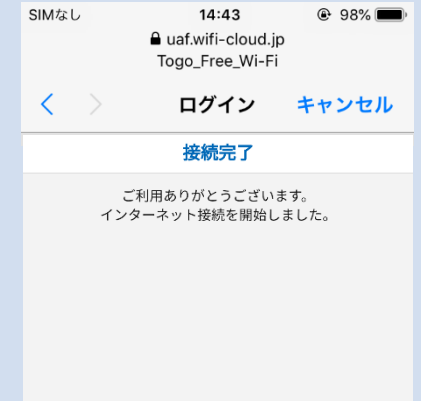 SIMなし 14:43 98%
uaf.wifi-cloud.jp
Togo_Free_Wi-Fi
ログイン キャンセル
接続完了
ご利用ありがとうございます。
インターネット接続を開始しました。